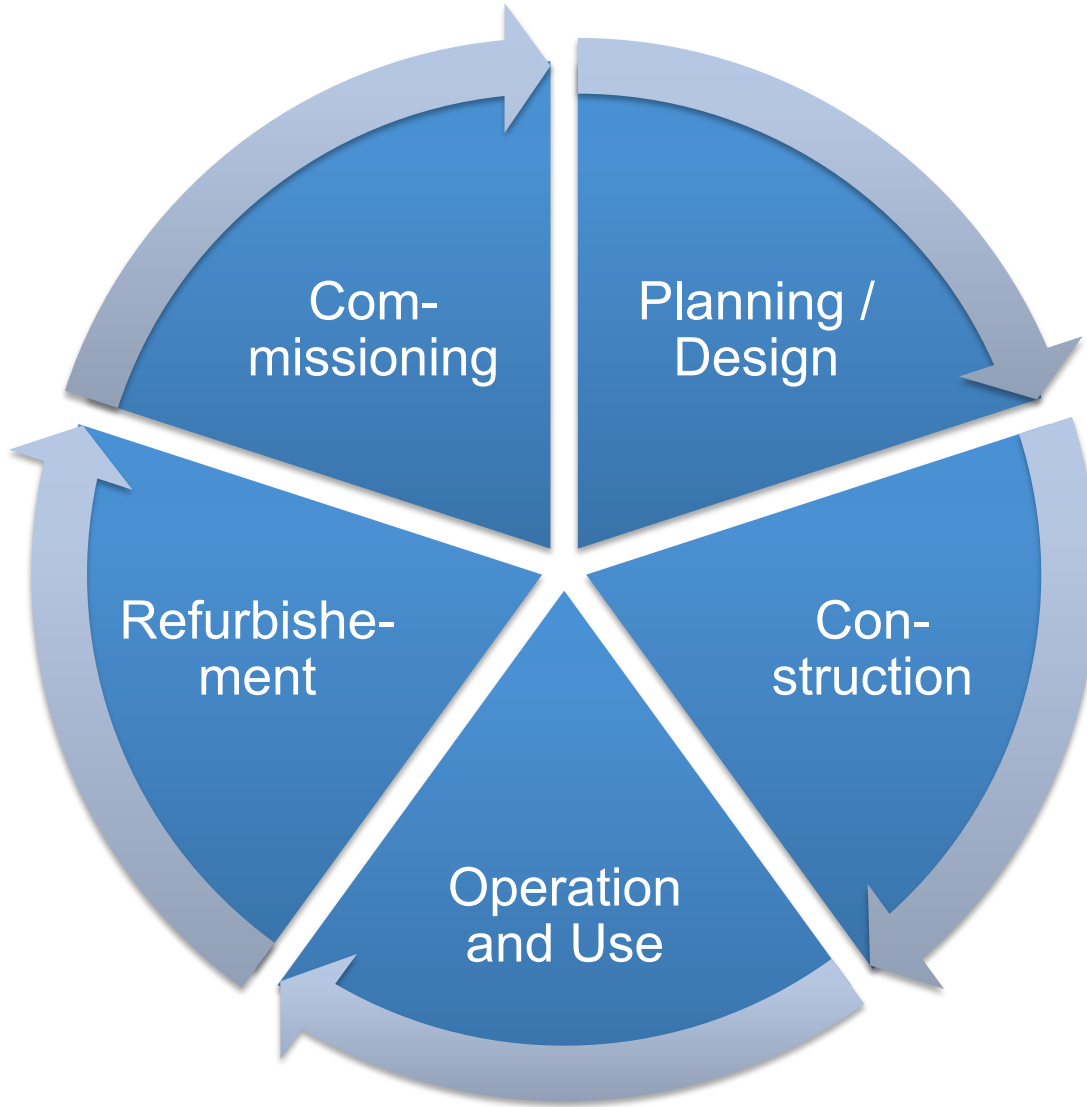 Com-
missioning
Planning /
Design
Refurbishe-
ment
Con-
struction
Operation
and Use